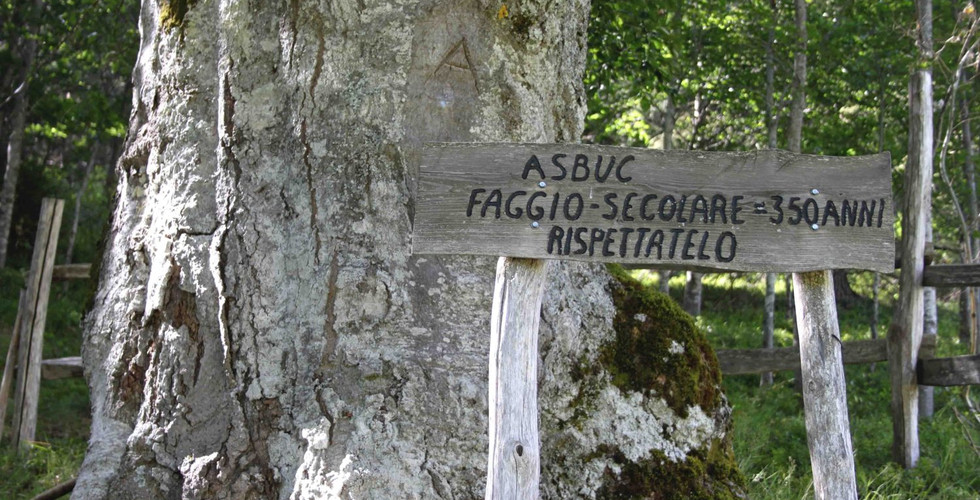 ASBUC
FAGGIO-SECOLARE=350ANNI
RISPETTATELO